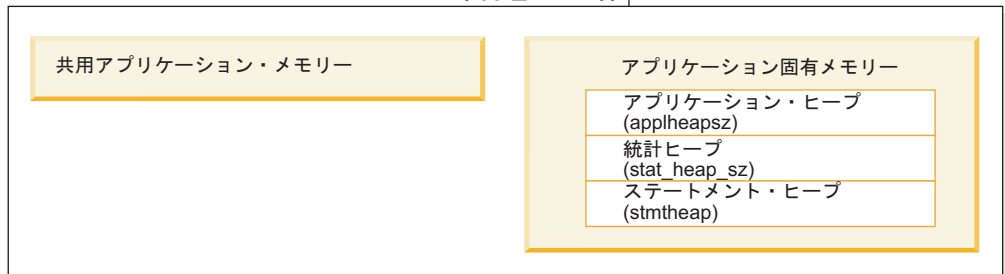 共用アプリケーション・メモリー
アプリケーション固有メモリー
アプリケーション・ヒープ
(applheapsz)
統計ヒープ
(stat_heap_sz)
ステートメント・ヒープ
(stmtheap)